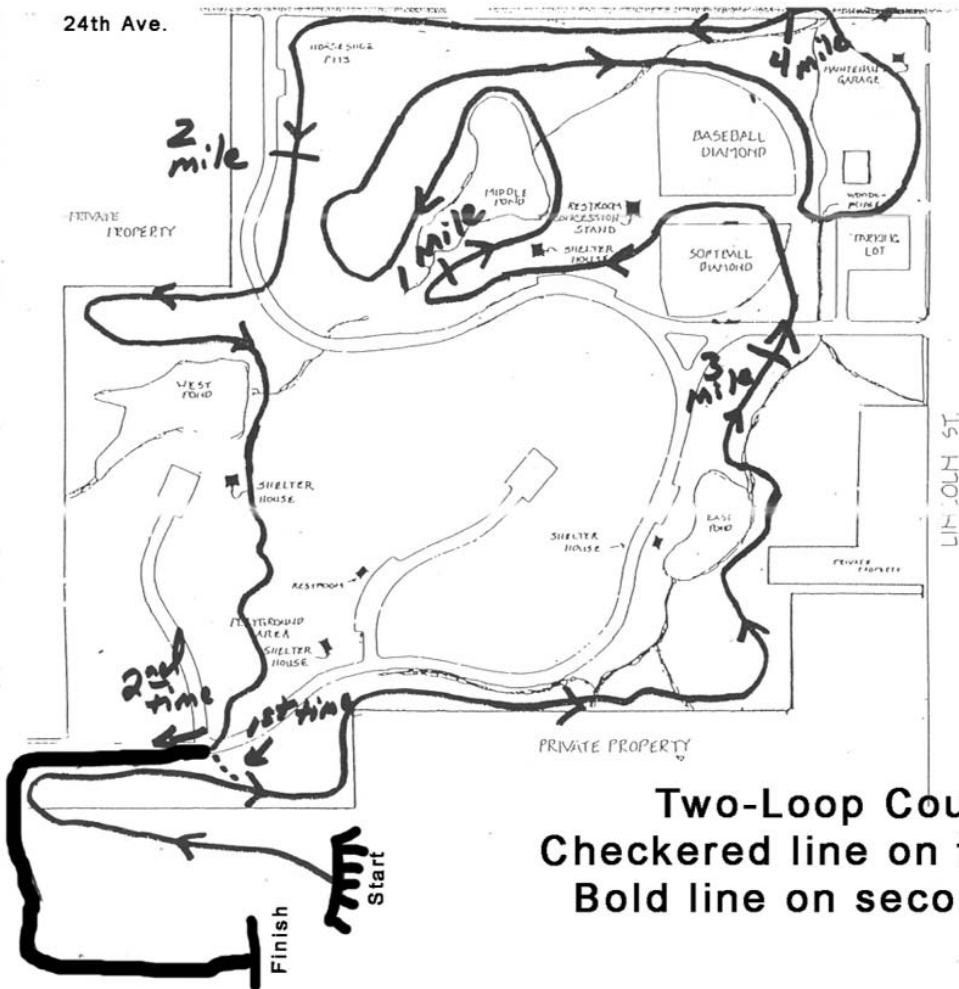 24th Ave.
HORSESHOE
PITS
4 mile
GARAGE
2
mile
BASEBALL
DIAMOND
MIDDLE
POND
PRIVATE
PROPERTY
1 mile
RESTROOM
CONCESSION
STAND
SHELTER
HOUSE
SOFTBALL
DIAMOND
PARKING
LOT
3
mile
WEST
POND
LINCOLN ST.
SHELTER
HOUSE
EAST
POND
SHELTER
HOUSE
PRIVATE
PROPERTY
RESTROOM
PLAYGROUND
AREA
SHELTER
HOUSE
2nd
time
1st time
PRIVATE PROPERTY
Two-Loop Cou
Checkered line on
Bold line on seco
Start
Finish